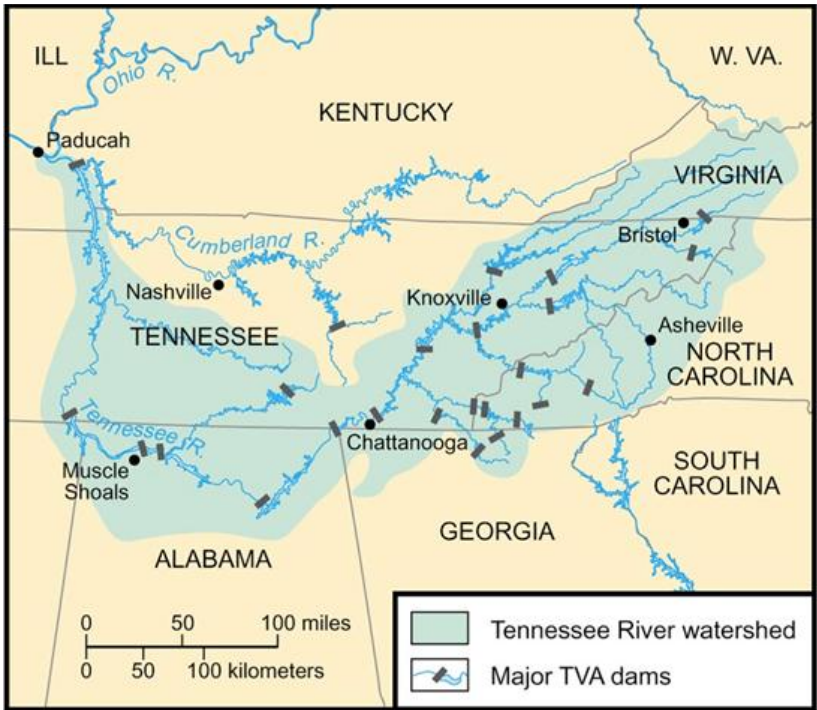 ILL
Ohio R.
W. VA.
KENTUCKY
Paducah
VIRGINIA
Cumberland R.
Bristol
Nashville
Knoxville
TENNESSEE
Asheville
NORTH
CAROLINA
Tennessee R.
Chattanooga
Muscle
Shoals
SOUTH
CAROLINA
GEORGIA
ALABAMA
0 50 100 miles
0 50 100 kilometers
Tennessee River watershed
Major TVA dams